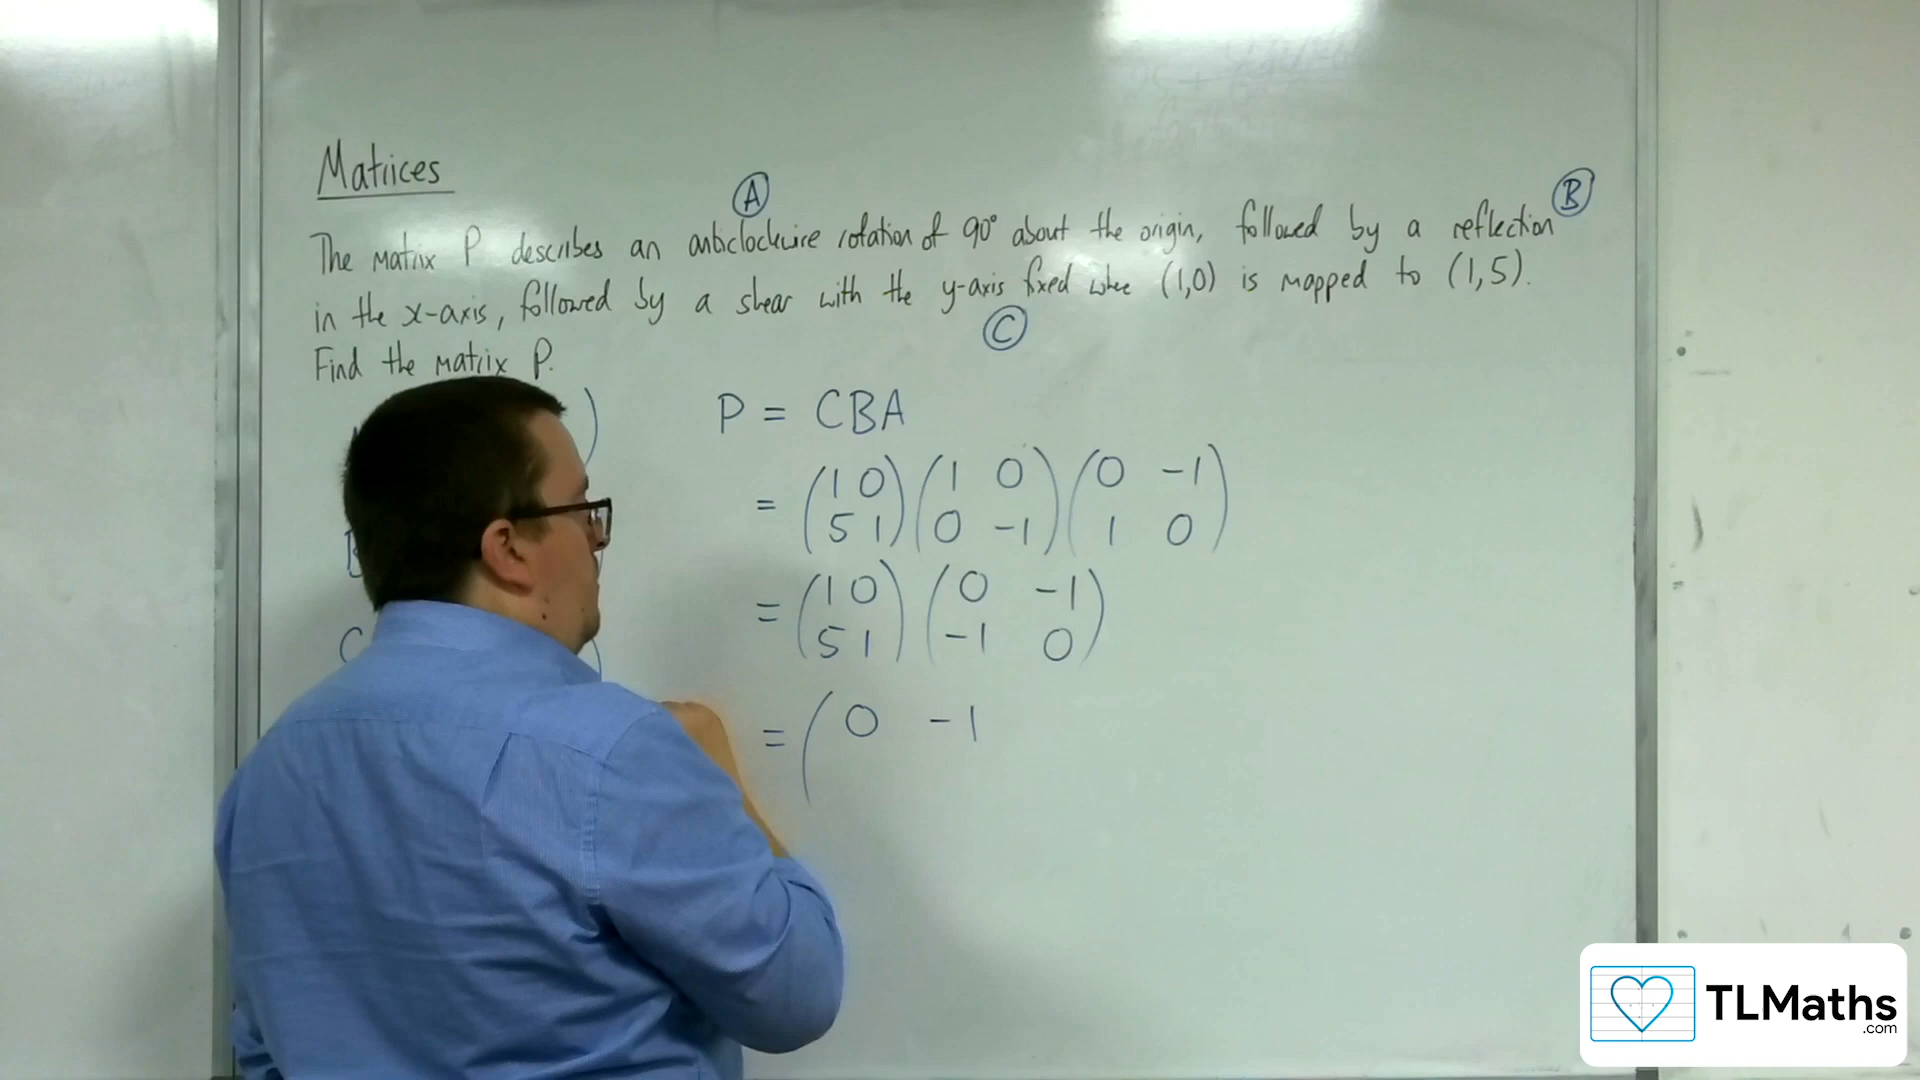 Matrices
A B
The matrix P describes an anticlockwise rotation of 90° about the origin, followed by a reflection
in the x-axis, followed by a shear with the y-axis fixed where (1,0) is mapped to (1,5).
C
Find the matrix P.
P = CBA
= (1 0) (1 0) (0 -1)
(5 1) (0 -1) (1 0)
= (1 0) (0 -1)
(5 1) (-1 0)
= ( 0 -1
B
C
TLMaths
.com